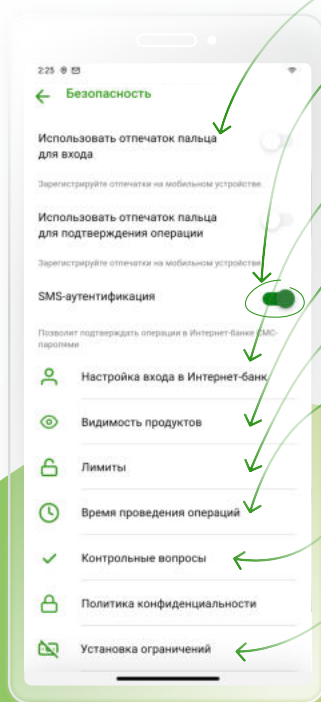 2:25
Безопасность
Использовать отпечаток пальца
для входа
Зарегистрируйте отпечатки на мобильном устройстве.
Использовать отпечаток пальца
для подтверждения операции
Зарегистрируйте отпечатки на мобильном устройстве.
SMS-аутентификация
Позволит подтверждать операции в Интернет-банке СМС-
паролями
Настройка входа в Интернет-банк
Видимость продуктов
Лимиты
Время проведения операций
Контрольные вопросы
Политика конфиденциальности
Установка ограничений